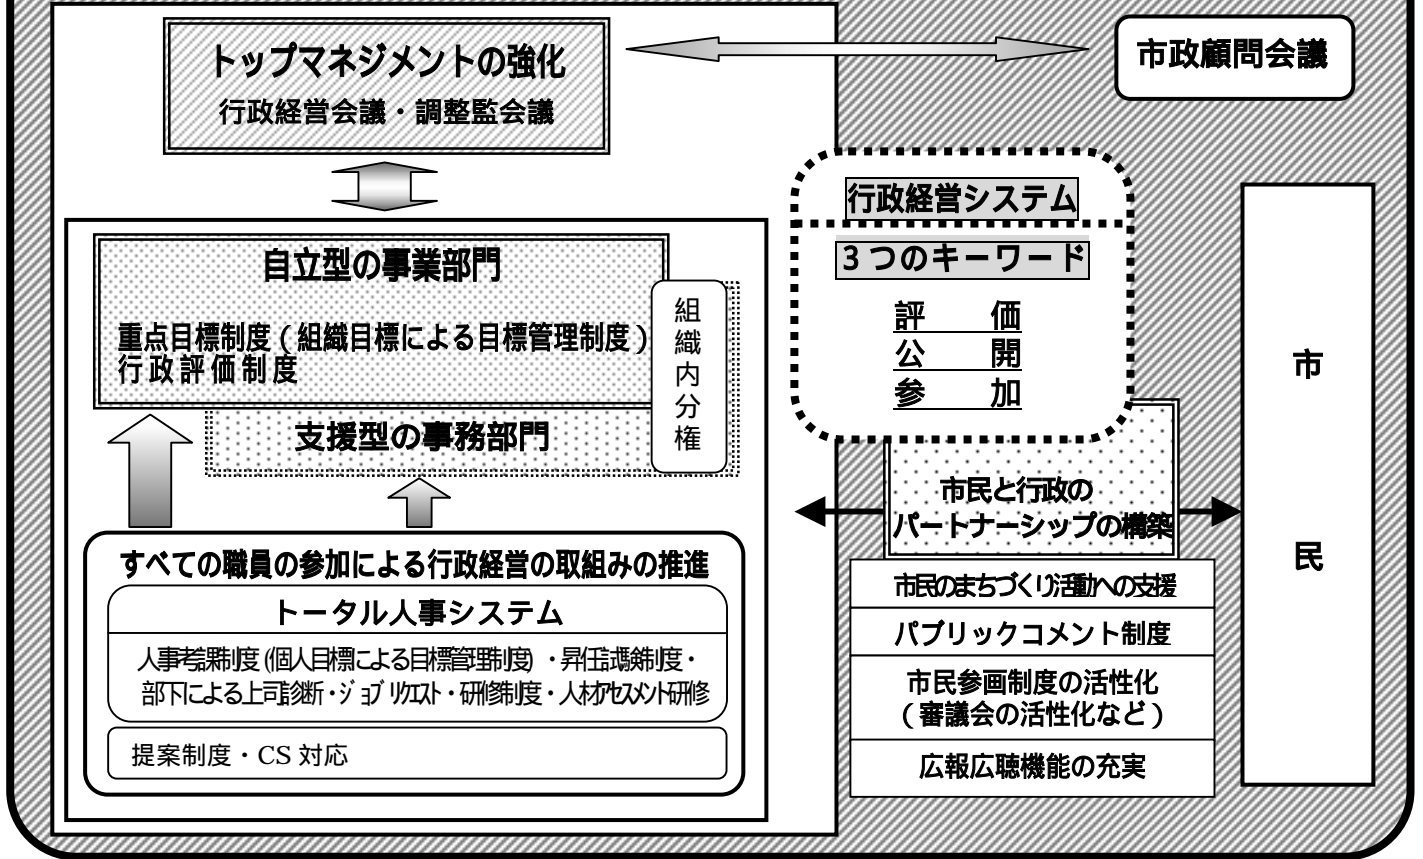 トップマネジメントの強化
行政経営会議・調整監会議
市政顧問会議
自立型の事業部門
重点目標制度(組織目標による目標管理制度)
行政評価制度
支援型の事務部門
組織内分権
すべての職員の参加による行政経営の取組みの推進
トータル人事システム
人事考課制度(個人目標による目標管理制度)・昇任試験制度・
部下による上司診断・ジョブリクエスト・研修制度・人材アセスメント研修
提案制度・CS対応
行政経営システム
3つのキーワード
評 価
公 開
参 加
市民と行政の
パートナーシップの構築
市民のまちづくり活動への支援
パブリックコメント制度
市民参画制度の活性化
(審議会の活性化など)
広報広聴機能の充実
市民